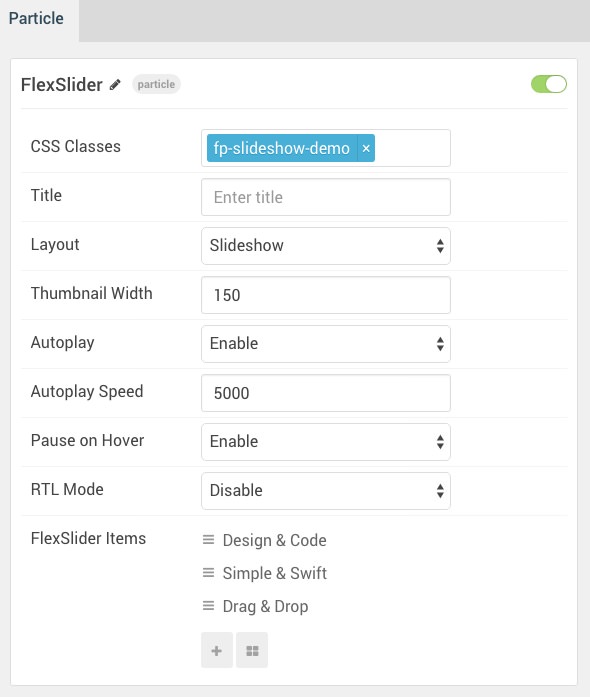 Particle
FlexSlider particle
CSS Classes fp-slideshow-demo ×
Title Enter title
Layout Slideshow
Thumbnail Width 150
Autoplay Enable
Autoplay Speed 5000
Pause on Hover Enable
RTL Mode Disable
FlexSlider Items Design & Code
Simple & Swift
Drag & Drop